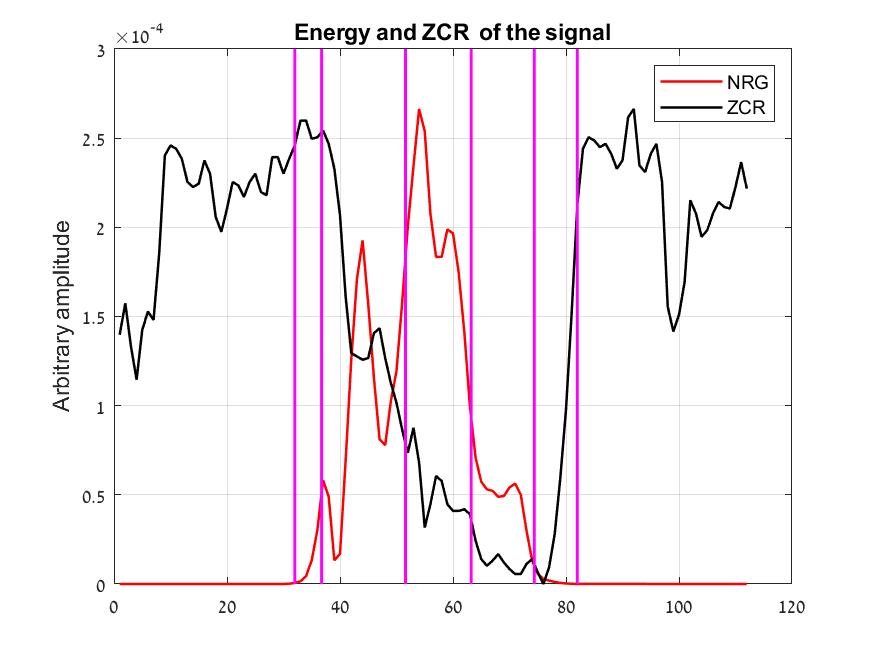 Energy and ZCR of the signal
×10⁻⁴
3
2.5
2
1.5
1
0.5
0
Arbitrary amplitude
NRG
ZCR
0 20 40 60 80 100 120